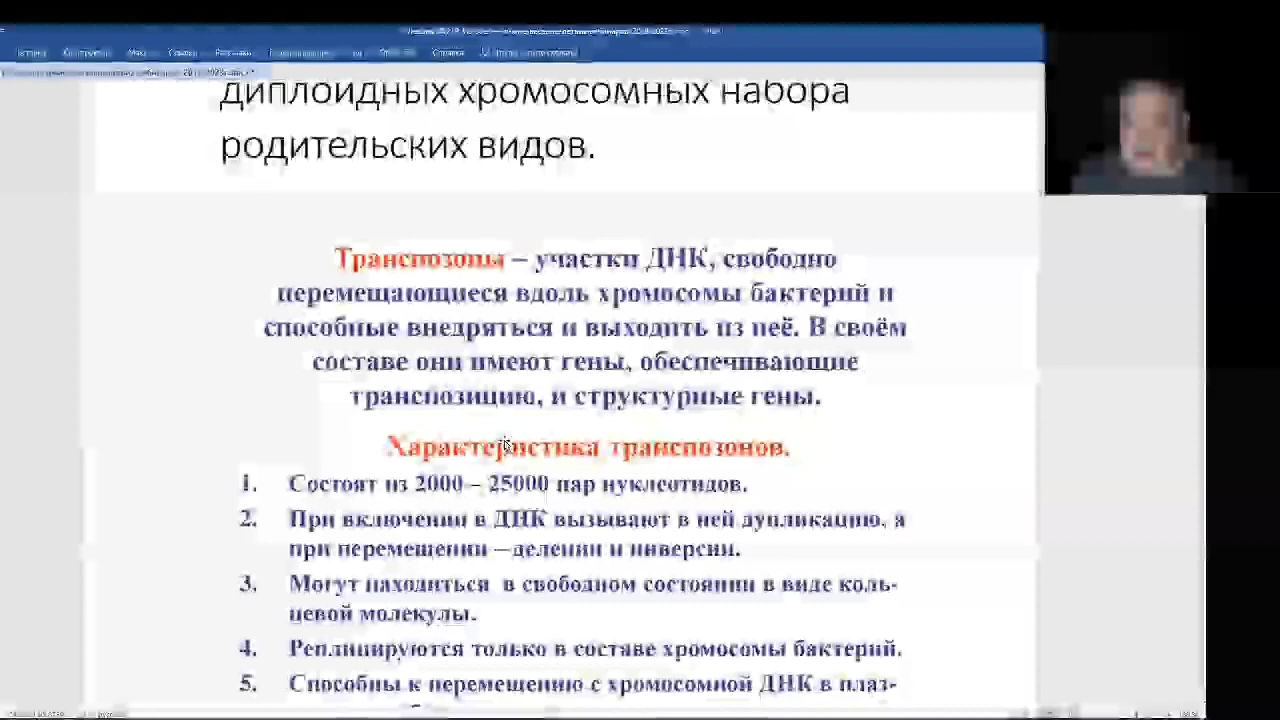 Справка
диплоидных хромосомных набора
родительских видов.
Транспозоны – участки ДНК, свободно
перемещающиеся вдоль хромосомы бактерий и
способные внедряться и выходить из неё. В своём
составе они имеют гены, обеспечивающие
транспозицию, и структурные гены.
Характеристика транспозонов.
1. Состоят из 2000 – 25000 пар нуклеотидов.
2. При включении в ДНК вызывают в ней дупликацию, а
при перемещении –делении и инверсии.
3. Могут находиться в свободном состоянии в виде коль-
цевой молекулы.
4. Реплицируются только в составе хромосомы бактерий.
5. Способны к перемещению с хромосомной ДНК в плаз-